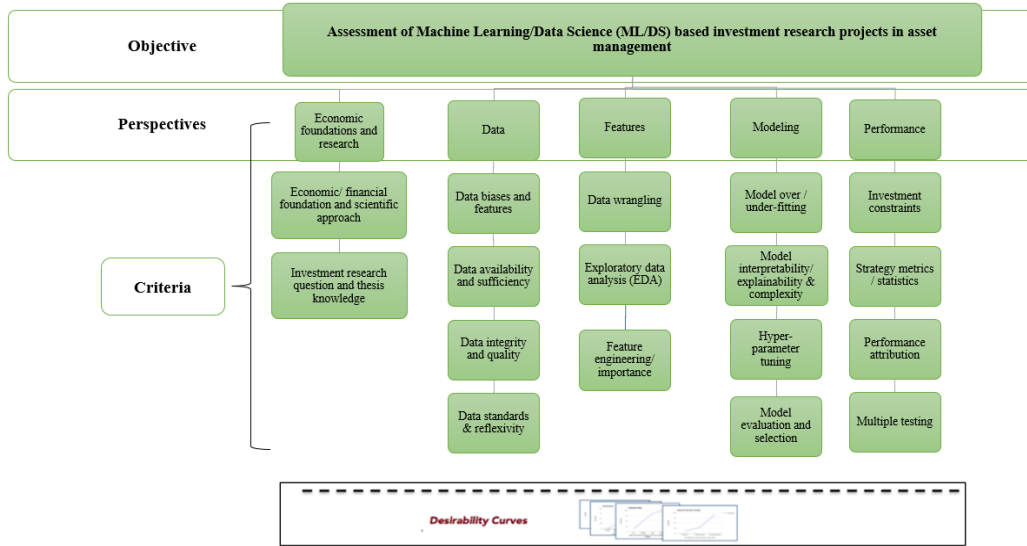 Objective
Assessment of Machine Learning/Data Science (ML/DS) based investment research projects in asset
management
Perspectives
Economic
foundations and
research
Data
Features
Modeling
Performance
Criteria
Economic/ financial
foundation and scientific
approach
Investment research
question and thesis
knowledge
Data biases and
features
Data availability
and sufficiency
Data integrity
and quality
Data standards
& reflexivity
Data wrangling
Exploratory data
analysis (EDA)
Feature
engineering/
importance
Model over /
under-fitting
Model
interpretability/
explainability &
complexity
Hyper-
parameter
tuning
Model
evaluation and
selection
Investment
constraints
Strategy metrics
/ statistics
Performance
attribution
Multiple testing
Desirability Curves